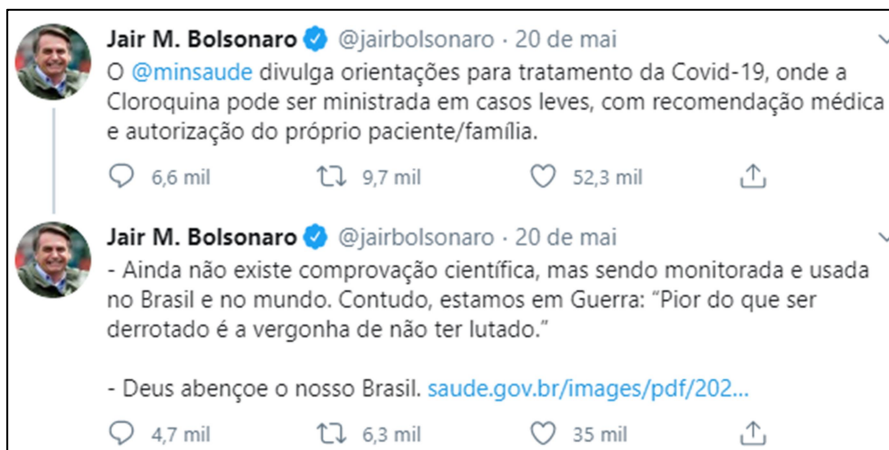 Jair M. Bolsonaro @jairbolsonaro · 20 de mai
O @minsaude divulga orientações para tratamento da Covid-19, onde a
Cloroquina pode ser ministrada em casos leves, com recomendação médica
e autorização do próprio paciente/família.
6,6 mil 9,7 mil 52,3 mil
Jair M. Bolsonaro @jairbolsonaro · 20 de mai
- Ainda não existe comprovação científica, mas sendo monitorada e usada
no Brasil e no mundo. Contudo, estamos em Guerra: “Pior do que ser
derrotado é a vergonha de não ter lutado.”
- Deus abençoe o nosso Brasil. saude.gov.br/images/pdf/202...
4,7 mil 6,3 mil 35 mil